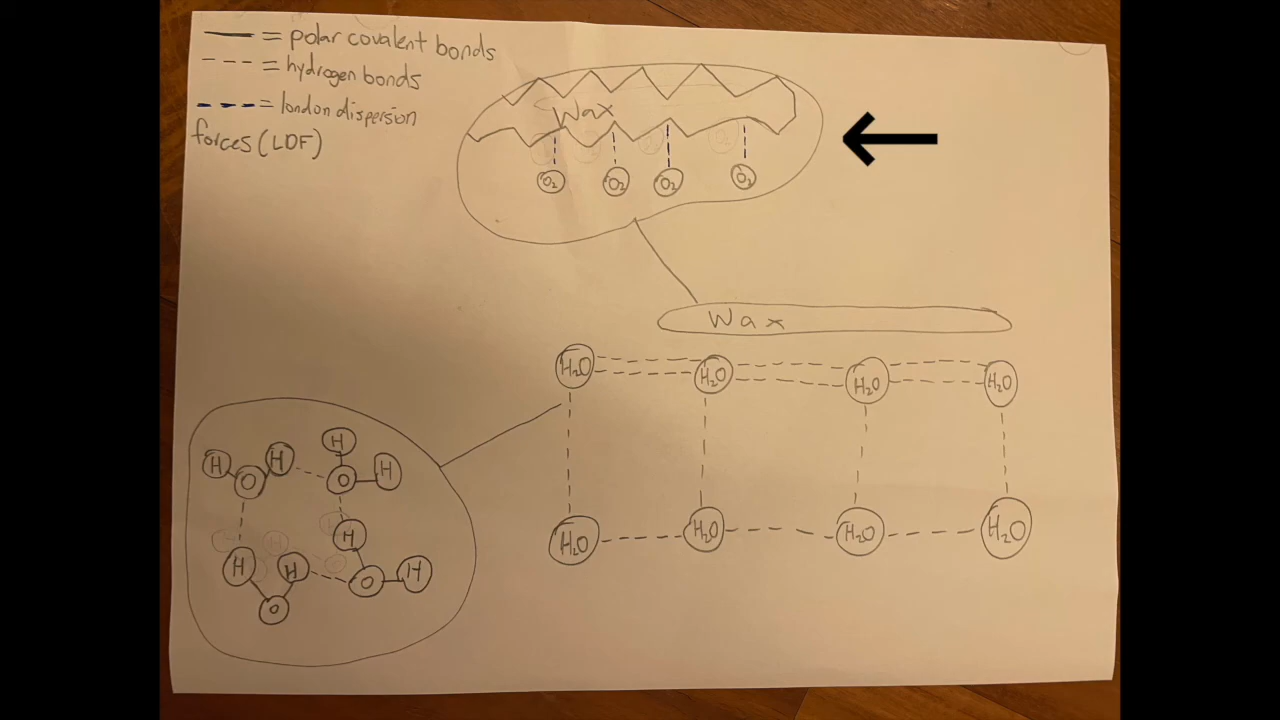 = polar covalent bonds
= hydrogen bonds
= london dispersion
forces (LDF)
Wax
O₂ O₂ O₂ O₂
Wax
H₂O H₂O H₂O H₂O
H₂O H₂O H₂O H₂O
H H O H O H
H H H O H O